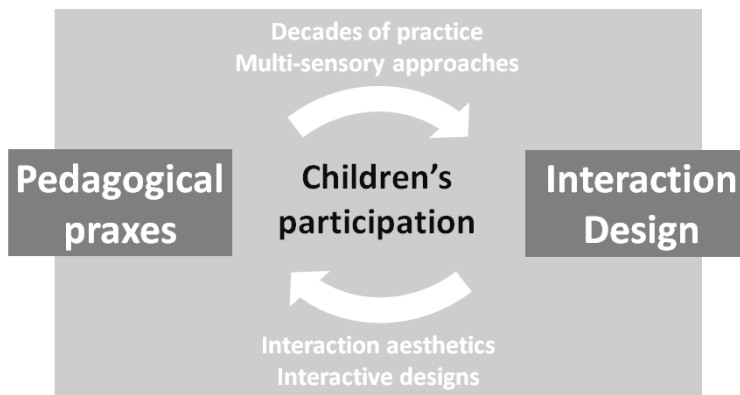 Decades of practice
Multi-sensory approaches
Pedagogical
praxes
Children's
participation
Interaction
Design
Interaction aesthetics
Interactive designs